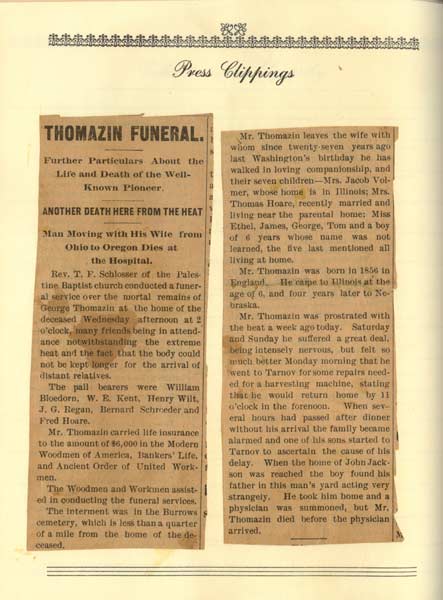 Press Clippings
THOMAZIN FUNERAL.
Further Particulars About the
Life and Death of the Well-
Known Pioneer.
ANOTHER DEATH HERE FROM THE HEAT
Man Moving with His Wife from
Ohio to Oregon Dies at
the Hospital.
Rev. T. F. Schlosser of the Pales-
tine Baptist church conducted a funer-
al service over the mortal remains of
George Thomazin at the home of the
deceased Wednesday afternoon at 2
o'clock, many friends being in attend-
ance notwithstanding the extreme
heat and the fact that the body could
not be kept longer for the arrival of
distant relatives.
The pall bearers were William
Bloedorn, W. E. Kent, Henry Wilt,
J. G. Regan, Bernard Schroeder and
Fred Hoare.
Mr. Thomazin carried life insurance
to the amount of $6,000 in the Modern
Woodmen of America, Bankers' Life,
and Ancient Order of United Work-
men.
The Woodmen and Workmen assist-
ed in conducting the funeral services.
The interment was in the Burrows
cemetery, which is less than a quarter
of a mile from the home of the de-
ceased.
Mr. Thomazin leaves the wife with
whom since twenty-seven years ago
last Washington's birthday he has
walked in loving companionship, and
their seven children—Mrs. Jacob Vol-
mer, whose home is in Illinois; Mrs.
Thomas Hoare, recently married and
living near the parental home; Miss
Ethel, James, George, Tom and a boy
of 6 years whose name was not
learned, the five last mentioned all
living at home.
Mr. Thomazin was born in 1856 in
England. He came to Illinois at the
age of 6, and four years later to Ne-
braska.
Mr. Thomazin was prostrated with
the heat a week ago today. Saturday
and Sunday he suffered a great deal,
being intensely nervous, but felt so
much better Monday morning that he
went to Tarnov for some repairs need-
ed for a harvesting machine, stating
that he would return home by 11
o'clock in the forenoon. When sev-
eral hours had passed after dinner
without his arrival the family became
alarmed and one of his sons started to
Tarnov to ascertain the cause of his
delay. When the home of John Jack-
son was reached the boy found his
father in this man's yard acting very
strangely. He took him home and a
physician was summoned, but Mr.
Thomazin died before the physician
arrived.